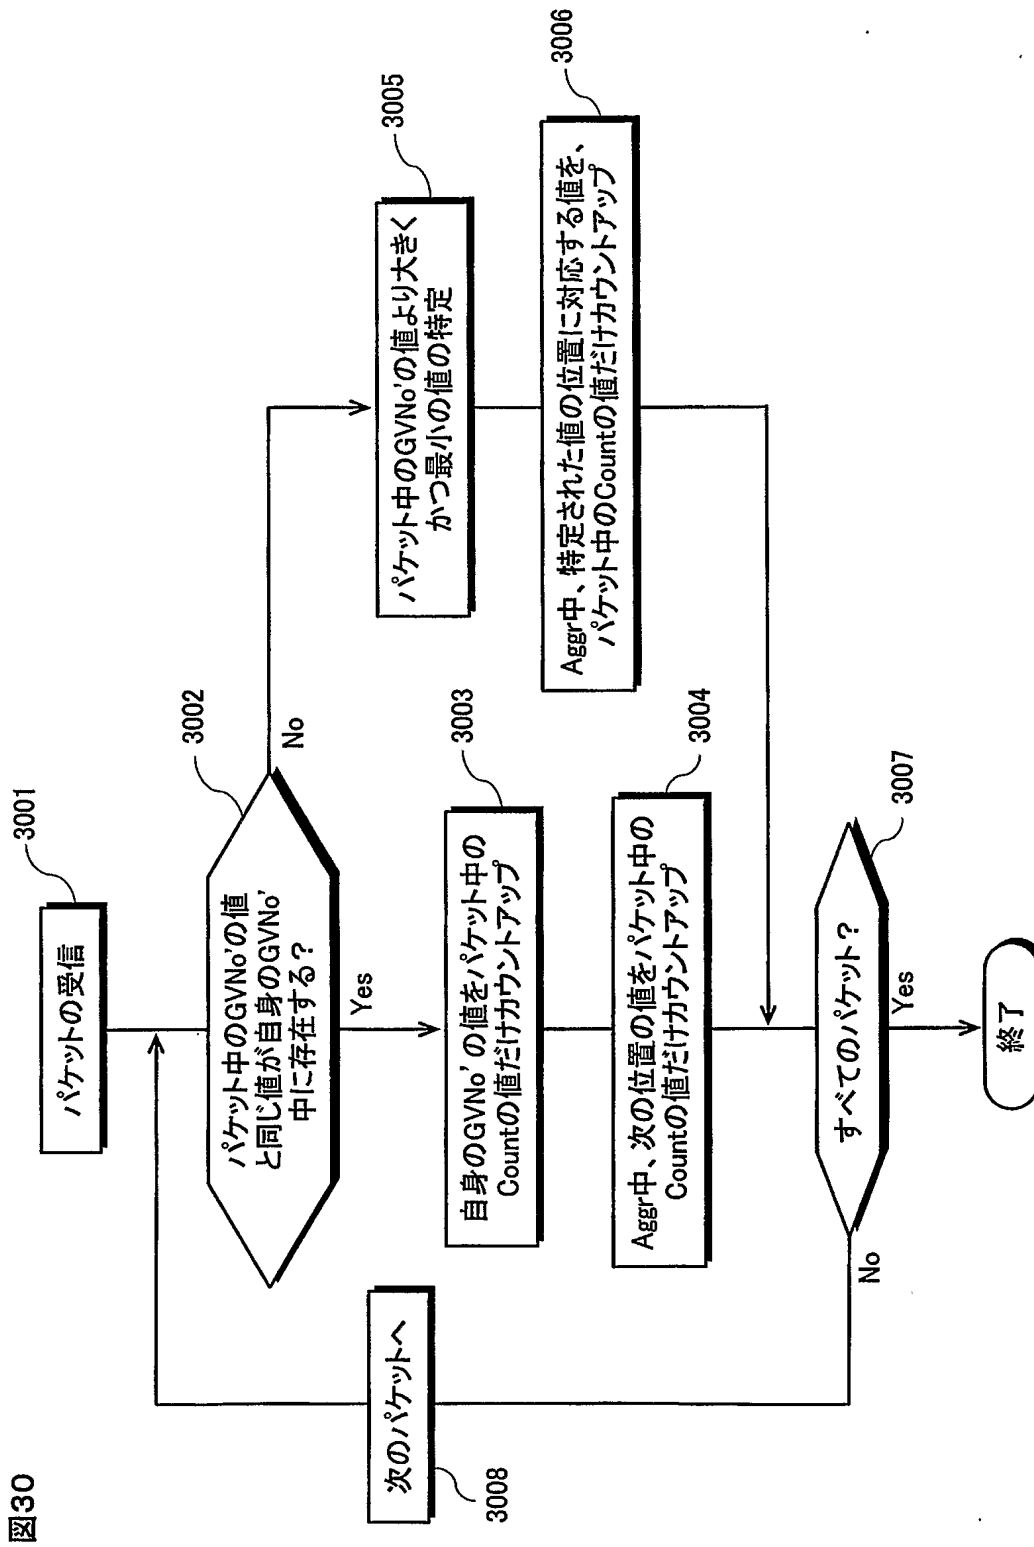 図30
パケットの受信
3001
パケット中のGVNo'の値
と同じ値が自身のGVNo'
中に存在する?
3002
No
Yes
自身のGVNo' の値をパケット中の
Countの値だけカウントアップ
3003
Aggr中、次の位置の値をパケット中の
Countの値だけカウントアップ
3004
パケット中のGVNo'の値より大きく
かつ最小の値の特定
3005
Aggr中、特定された値の位置に対応する値を、
パケット中のCountの値だけカウントアップ
3006
すべてのパケット?
3007
No
Yes
次のパケットへ
3008
終了